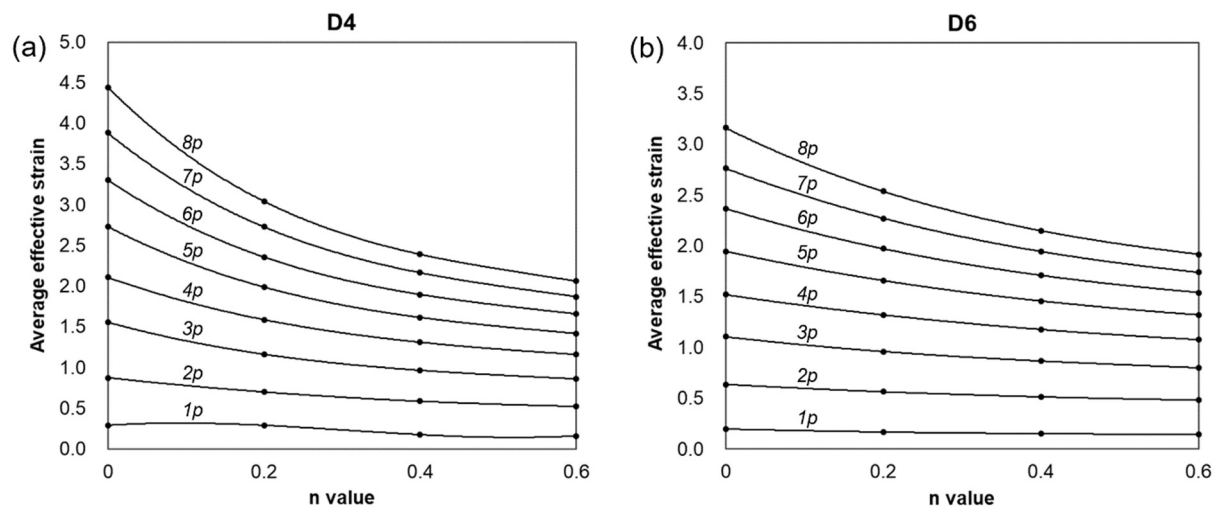 (a)
D4
Average effective strain
5.0
4.5
4.0
3.5
3.0
2.5
2.0
1.5
1.0
0.5
0.0
8p
7p
6p
5p
4p
3p
2p
1p
0 0.2 0.4 0.6
n value
(b)
D6
Average effective strain
4.0
3.5
3.0
2.5
2.0
1.5
1.0
0.5
0.0
8p
7p
6p
5p
4p
3p
2p
1p
0 0.2 0.4 0.6
n value